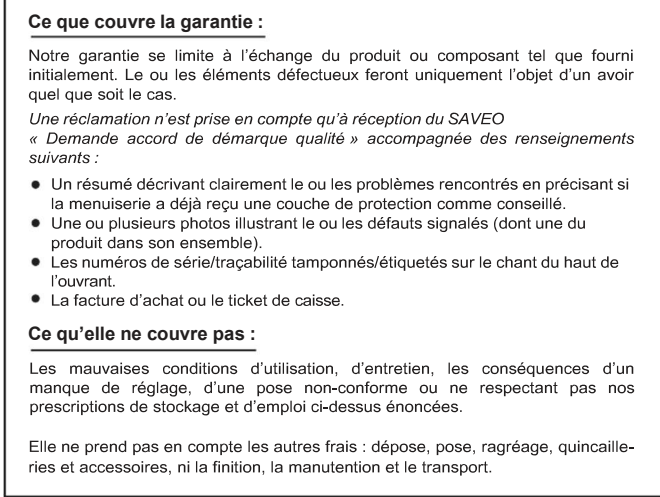 Ce que couvre la garantie :
Notre garantie se limite à l'échange du produit ou composant tel que fourni
initialement. Le ou les éléments défectueux feront uniquement l'objet d'un avoir
quel que soit le cas.
Une réclamation n'est prise en compte qu'à réception du SAVEO
« Demande accord de démarque qualité » accompagnée des renseignements
suivants :
● Un résumé décrivant clairement le ou les problèmes rencontrés en précisant si
la menuiserie a déjà reçu une couche de protection comme conseillé.
● Une ou plusieurs photos illustrant le ou les défauts signalés (dont une du
produit dans son ensemble).
● Les numéros de série/traçabilité tamponnés/étiquetés sur le chant du haut de
l'ouvrant.
● La facture d'achat ou le ticket de caisse.
Ce qu'elle ne couvre pas :
Les mauvaises conditions d'utilisation, d'entretien, les conséquences d'un
manque de réglage, d'une pose non-conforme ou ne respectant pas nos
prescriptions de stockage et d'emploi ci-dessus énoncées.
Elle ne prend pas en compte les autres frais : dépose, pose, ragréage, quincaille-
ries et accessoires, ni la finition, la manutention et le transport.